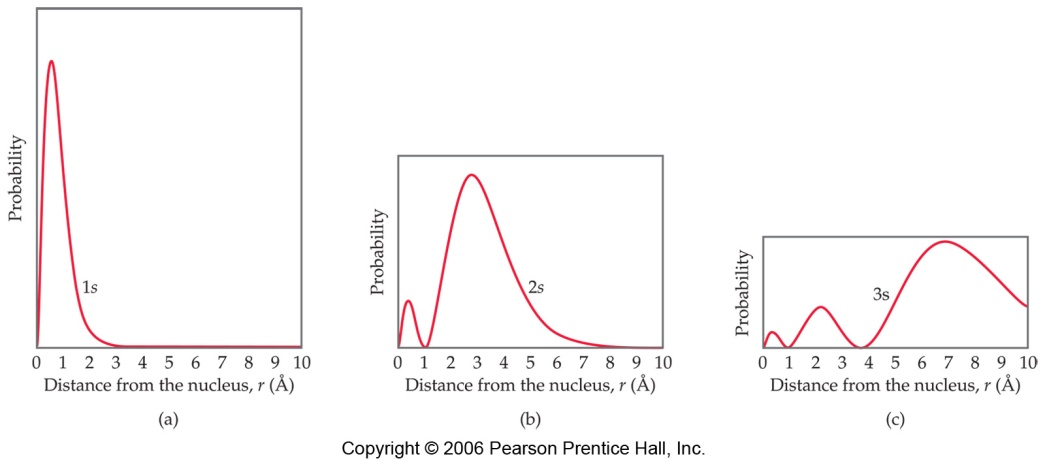 Probability
1s
0 1 2 3 4 5 6 7 8 9 10
Distance from the nucleus, r (Å)
(a)
Probability
2s
0 1 2 3 4 5 6 7 8 9 10
Distance from the nucleus, r (Å)
(b)
Probability
3s
0 1 2 3 4 5 6 7 8 9 10
Distance from the nucleus, r (Å)
(c)
Copyright © 2006 Pearson Prentice Hall, Inc.